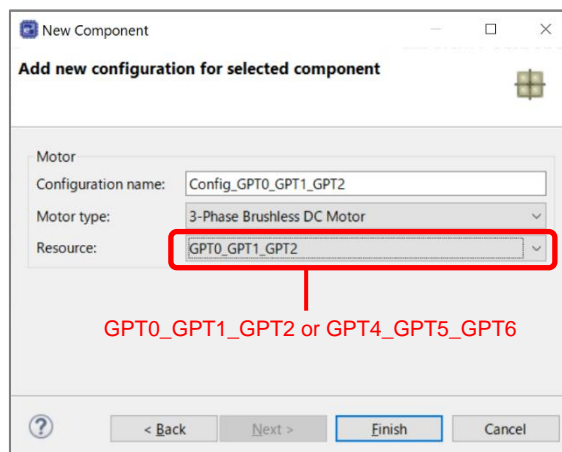 New Component
Add new configuration for selected component
Motor
Configuration name: Config_GPT0_GPT1_GPT2
Motor type: 3-Phase Brushless DC Motor
Resource: GPT0_GPT1_GPT2
GPT0_GPT1_GPT2 or GPT4_GPT5_GPT6
? < Back Next > Finish Cancel